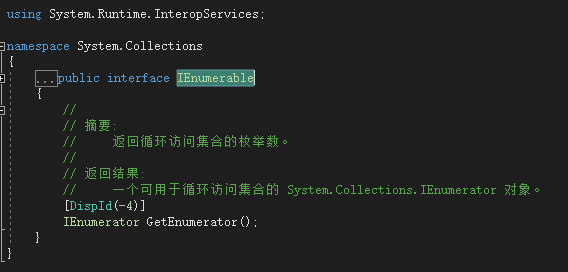 using System.Runtime.InteropServices;
namespace System.Collections
{
...public interface IEnumerable
{
//
// 摘要:
//     返回循环访问集合的枚举数。
//
// 返回结果:
//     一个可用于循环访问集合的 System.Collections.IEnumerator 对象。
[DispId(-4)]
IEnumerator GetEnumerator();
}
}